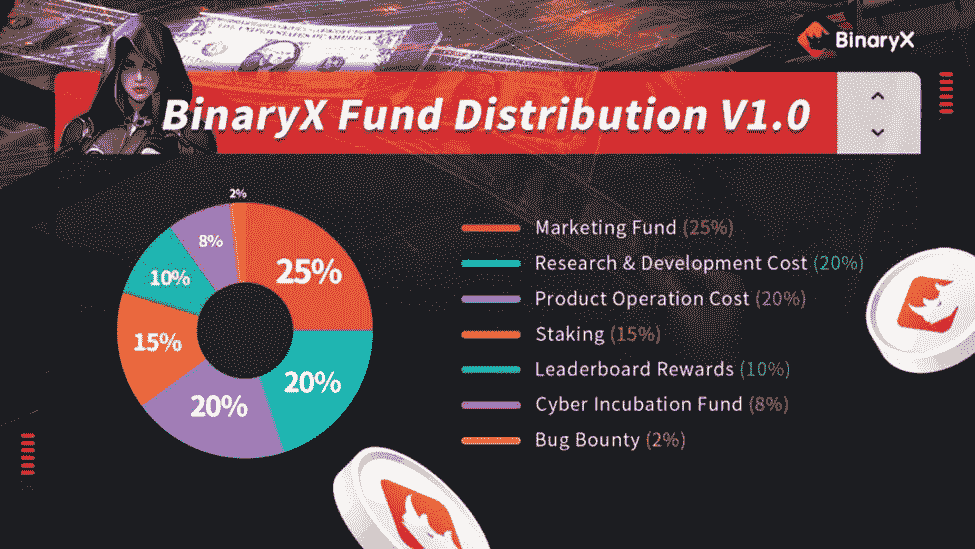 BinaryX
BinaryX Fund Distribution V1.0
2%
8%
25%
10%
15%
20%
20%
Marketing Fund (25%)
Research & Development Cost (20%)
Product Operation Cost (20%)
Staking (15%)
Leaderboard Rewards (10%)
Cyber Incubation Fund (8%)
Bug Bounty (2%)